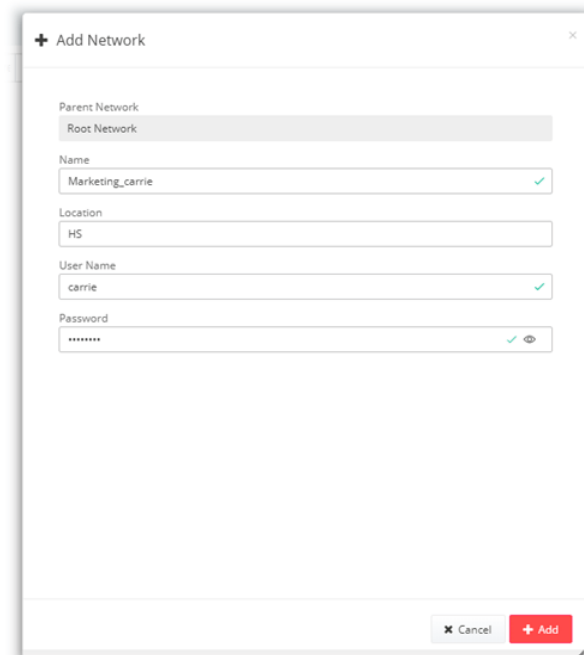 Add Network
Parent Network
Root Network
Name
Marketing_carrie
Location
HS
User Name
carrie
Password
••••••••
Cancel
Add